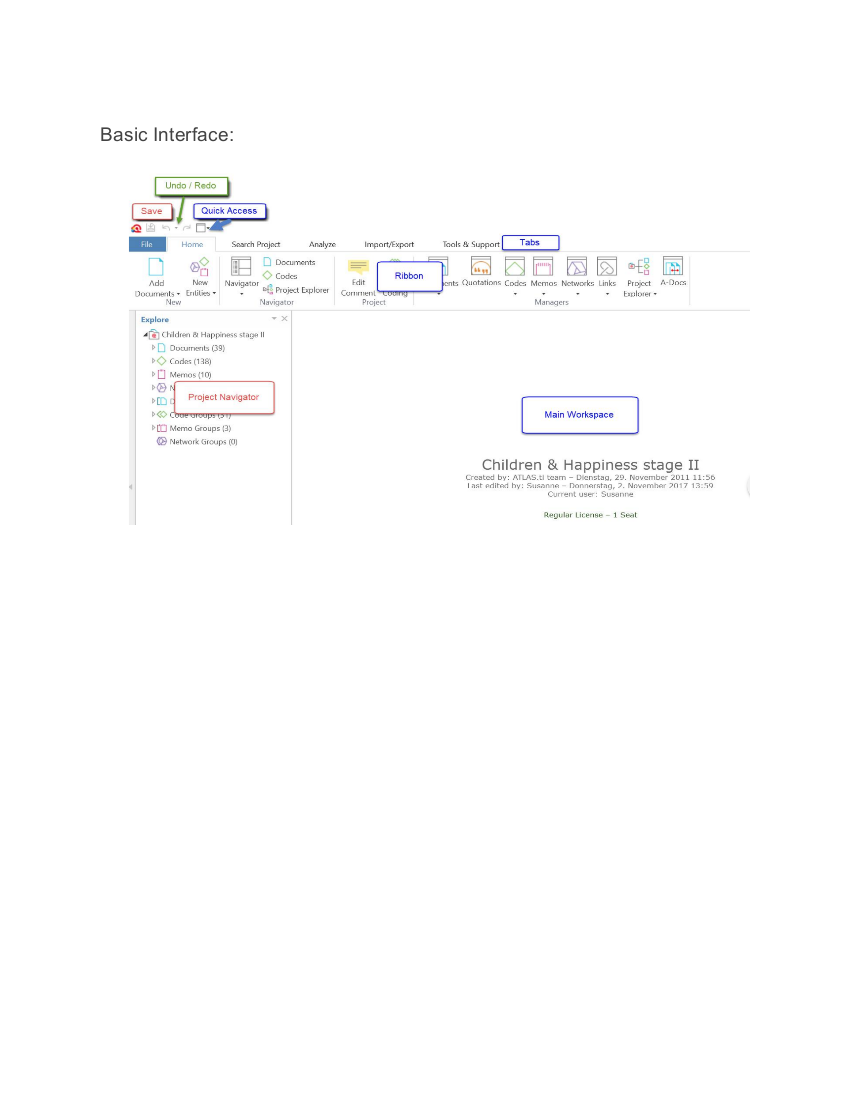 Basic Interface:
Undo / Redo
Save
Quick Access
File
Home
Search Project
Analyze
Import/Export
Tools & Support
Tabs
Add
Documents
New
Entities
New
Navigator
Documents
Codes
Project Explorer
Navigator
Edit
Comment
Coding
Project
Ribbon
ents
Quotations
Codes
Memos
Networks
Links
Project
Explorer
A-Docs
Managers
Explore
Children & Happiness stage II
Documents (39)
Codes (138)
Memos (10)
N
D
Project Navigator
Code Groups (31)
Memo Groups (3)
Network Groups (0)
Main Workspace
Children & Happiness stage II
Created by: ATLAS.ti team – Dienstag, 29. November 2011 11:56
Last edited by: Susanne – Donnerstag, 2. November 2017 13:59
Current user: Susanne
Regular License – 1 Seat